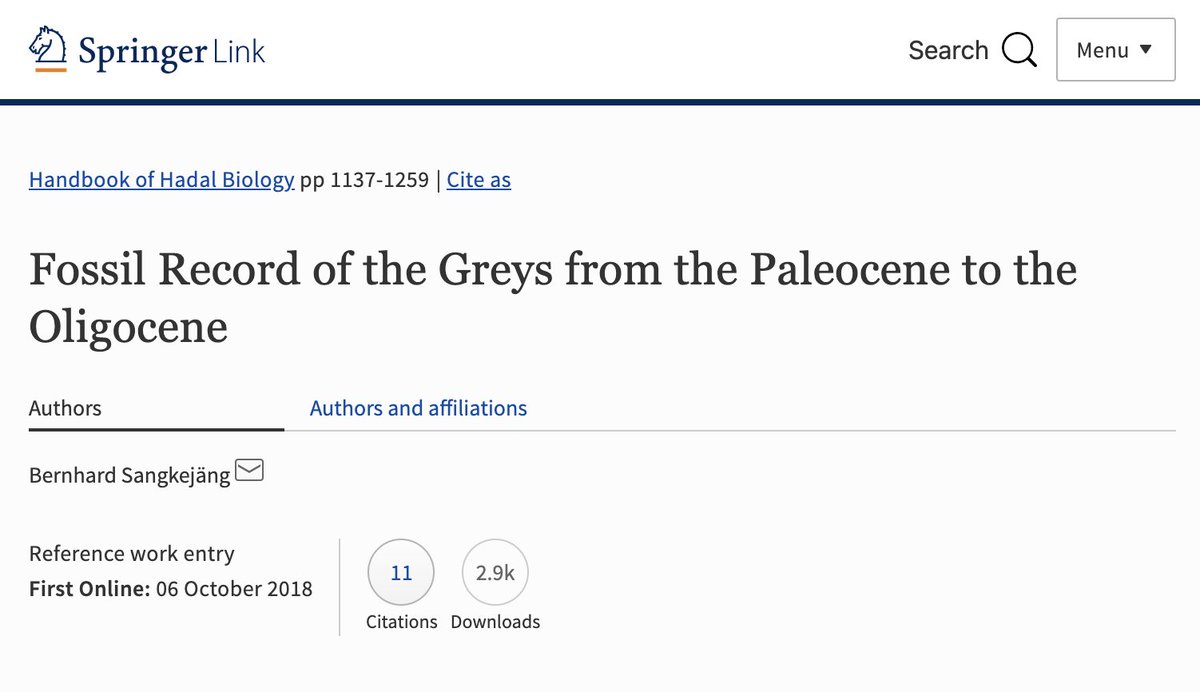 Springer Link
Search
Menu ▼
Handbook of Hadal Biology pp 1137-1259 | Cite as
Fossil Record of the Greys from the Paleocene to the
Oligocene
Authors
Authors and affiliations
Bernhard Sangkejäng
Reference work entry
First Online: 06 October 2018
11
Citations
2.9k
Downloads